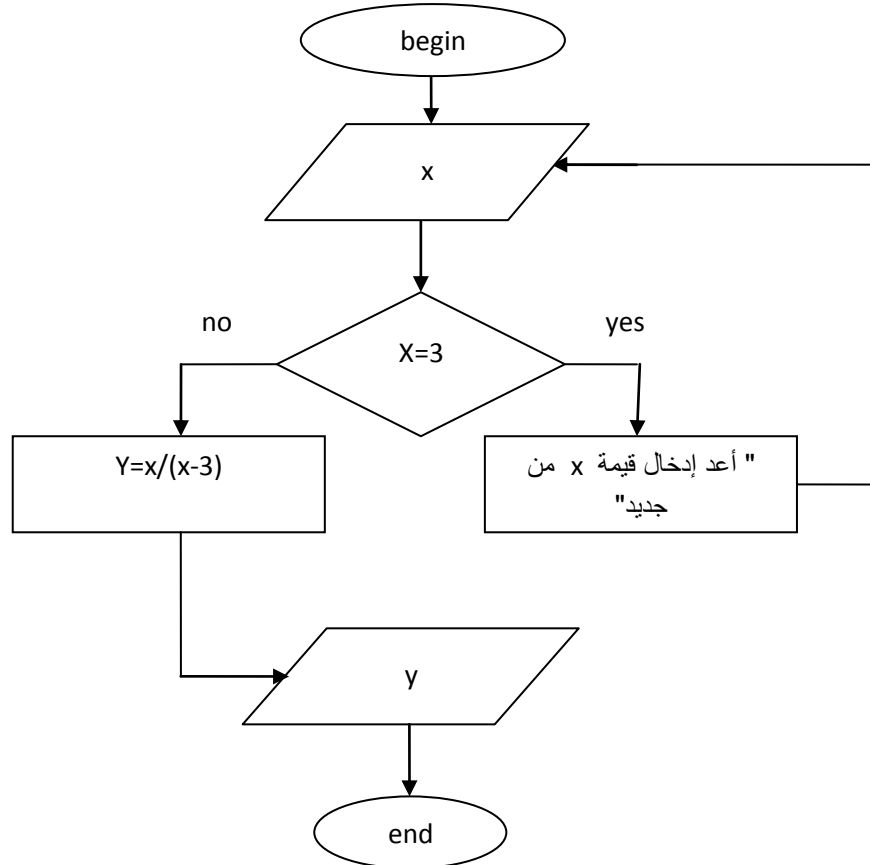 begin
x
no
yes
X=3
Y=x/(x-3)
" أعد إدخال قيمة x من
جديد"
y
end